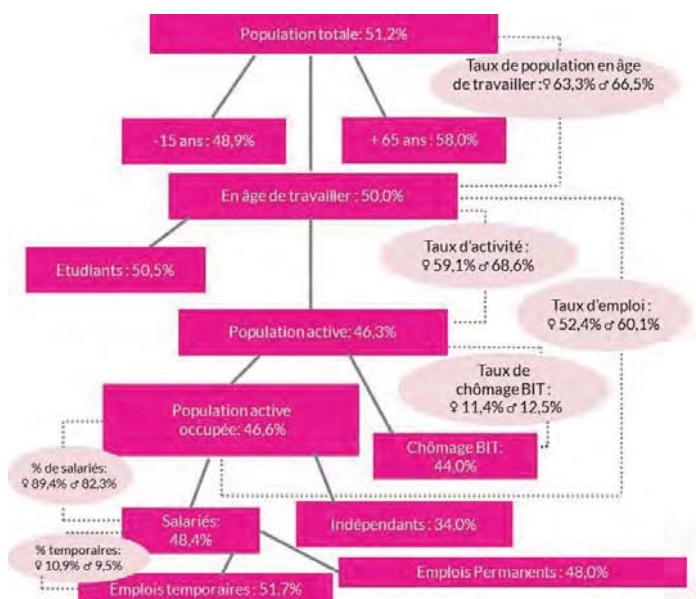 Population totale: 51,2%
Taux de population en âge
de travailler :♀ 63,3% ♂ 66,5%
-15 ans : 48,9%
+ 65 ans : 58,0%
En âge de travailler : 50,0%
Etudiants : 50,5%
Taux d'activité :
♀ 59,1% ♂ 68,6%
Taux d'emploi :
♀ 52,4% ♂ 60,1%
Population active: 46,3%
Taux de
chômage BIT :
♀ 11,4% ♂ 12,5%
Population active
occupée: 46,6%
Chômage BIT:
44,0%
% de salariés:
♀ 89,4% ♂ 82,3%
Salariés:
48,4%
Indépendants : 34,0%
% temporaires:
♀ 10,9% ♂ 9,5%
Emplois temporaires : 51,7%
Emplois Permanents : 48,0%